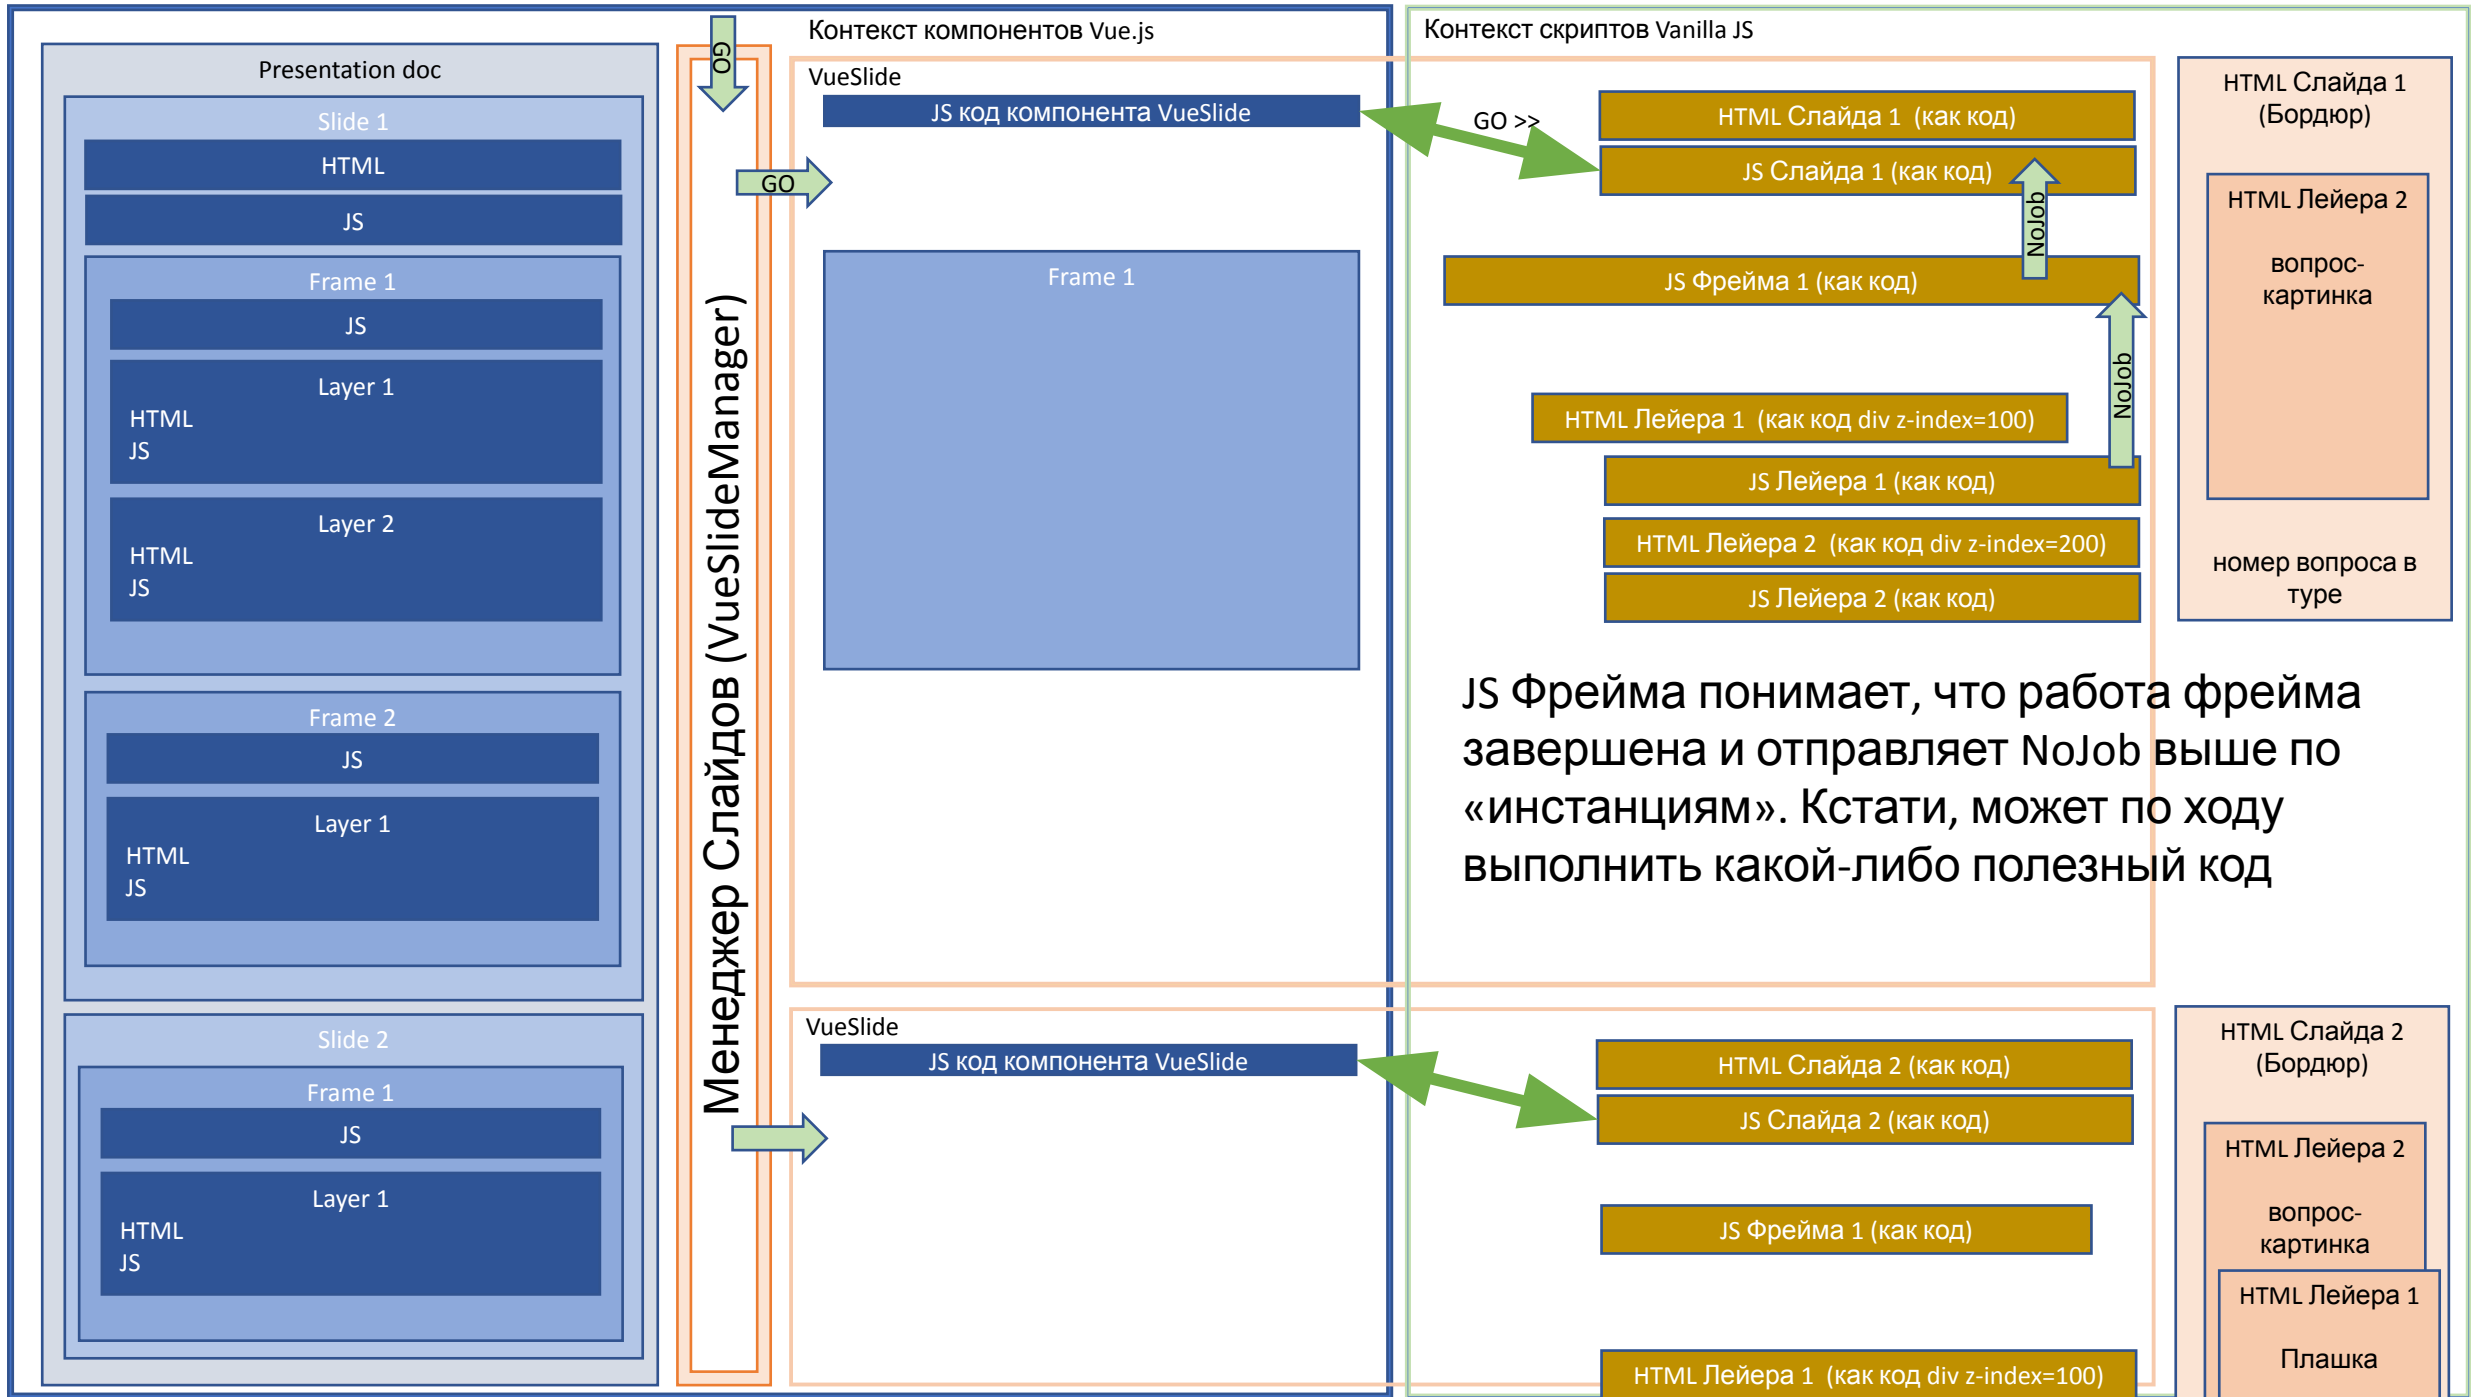 Контекст компонентов Vue.js
Контекст скриптов Vanilla JS
Presentation doc
Slide 1
HTML
JS
Frame 1
JS
Layer 1
HTML
JS
Layer 2
HTML
JS
Frame 2
JS
Layer 1
HTML
JS
Slide 2
Frame 1
JS
Layer 1
HTML
JS
GO
Менеджер Слайдов (VueSlideManager)
GO
VueSlide
JS код компонента VueSlide
Frame 1
GO >>
HTML Слайда 1 (как код)
JS Слайда 1 (как код)
NoJob
JS Фрейма 1 (как код)
NoJob
HTML Лейера 1 (как код div z-index=100)
JS Лейера 1 (как код)
HTML Лейера 2 (как код div z-index=200)
JS Лейера 2 (как код)
JS Фрейма понимает, что работа фрейма
завершена и отправляет NoJob выше по
«инстанциям». Кстати, может по ходу
выполнить какой-либо полезный код
HTML Слайда 1
(Бордюр)
HTML Лейера 2
вопрос-
картинка
номер вопроса в
туре
VueSlide
JS код компонента VueSlide
HTML Слайда 2 (как код)
JS Слайда 2 (как код)
JS Фрейма 1 (как код)
HTML Лейера 1 (как код div z-index=100)
HTML Слайда 2
(Бордюр)
HTML Лейера 2
вопрос-
картинка
HTML Лейера 1
Плашка